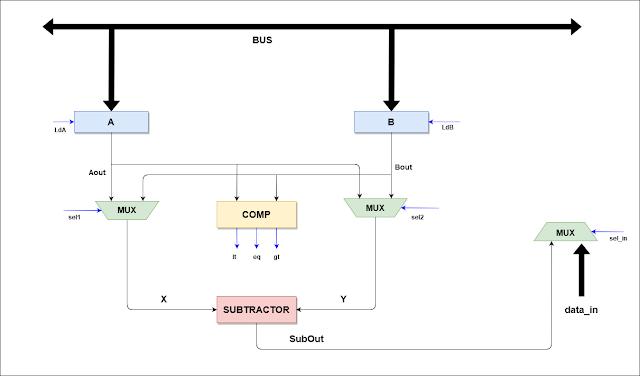 BUS
A
B
LdA
LdB
Aout
Bout
MUX
COMP
MUX
sel1
sel2
MUX
sel_in
lt
eq
gt
X
Y
SUBTRACTOR
data_in
SubOut